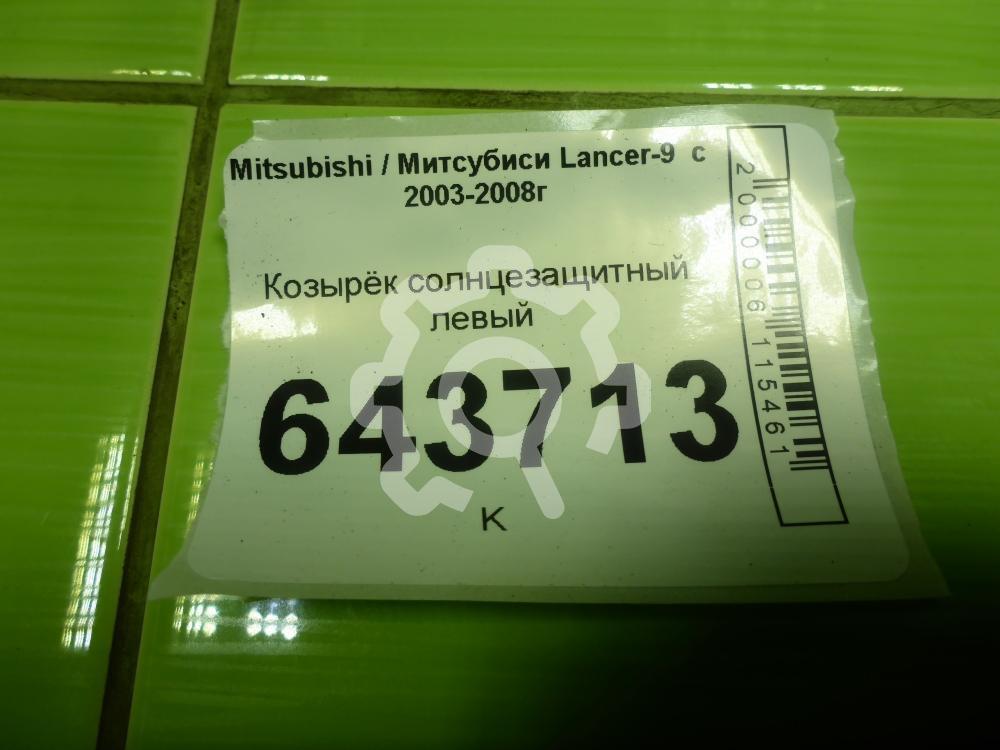 Mitsubishi / Митсубиси Lancer-9 с
2003-2008г
Козырёк солнцезащитный
левый
643713
К
2000006115461